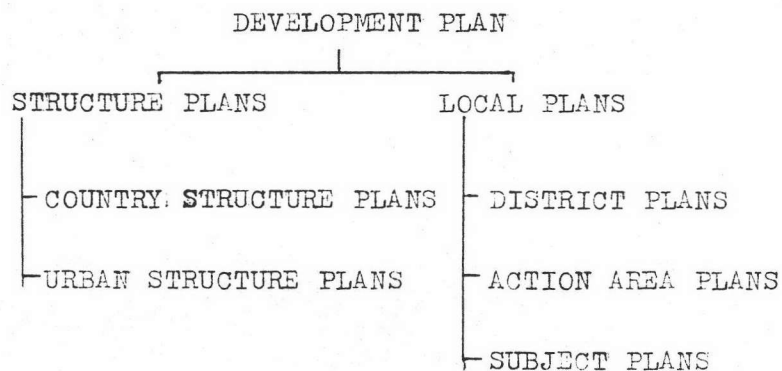 DEVELOPMENT PLAN
STRUCTURE PLANS LOCAL PLANS
COUNTRY. STRUCTURE PLANS DISTRICT PLANS
URBAN STRUCTURE PLANS ACTION AREA PLANS
SUBJECT PLANS